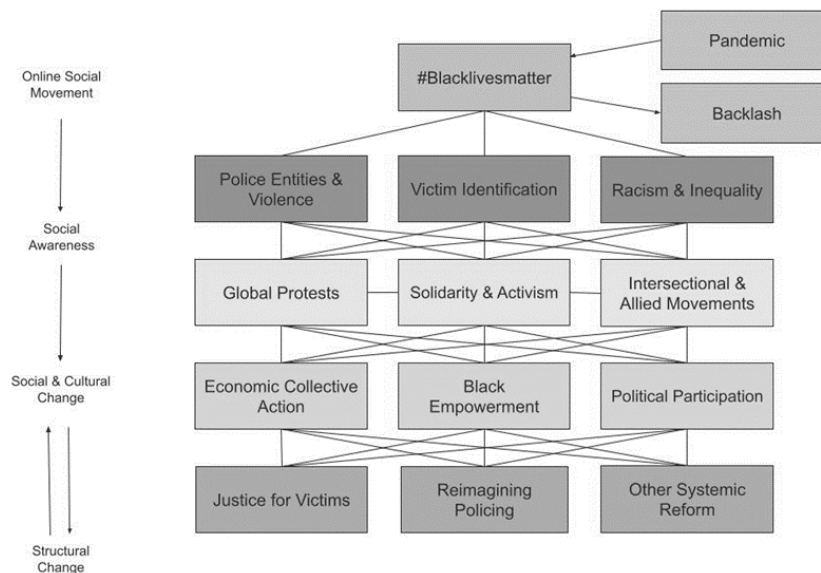 Pandemic
#Blacklivesmatter
Backlash
Online Social
Movement
Police Entities &
Violence
Victim Identification
Racism & Inequality
Social
Awareness
Global Protests
Solidarity & Activism
Intersectional &
Allied Movements
Social & Cultural
Change
Economic Collective
Action
Black
Empowerment
Political Participation
Justice for Victims
Reimagining
Policing
Other Systemic
Reform
Structural
Change